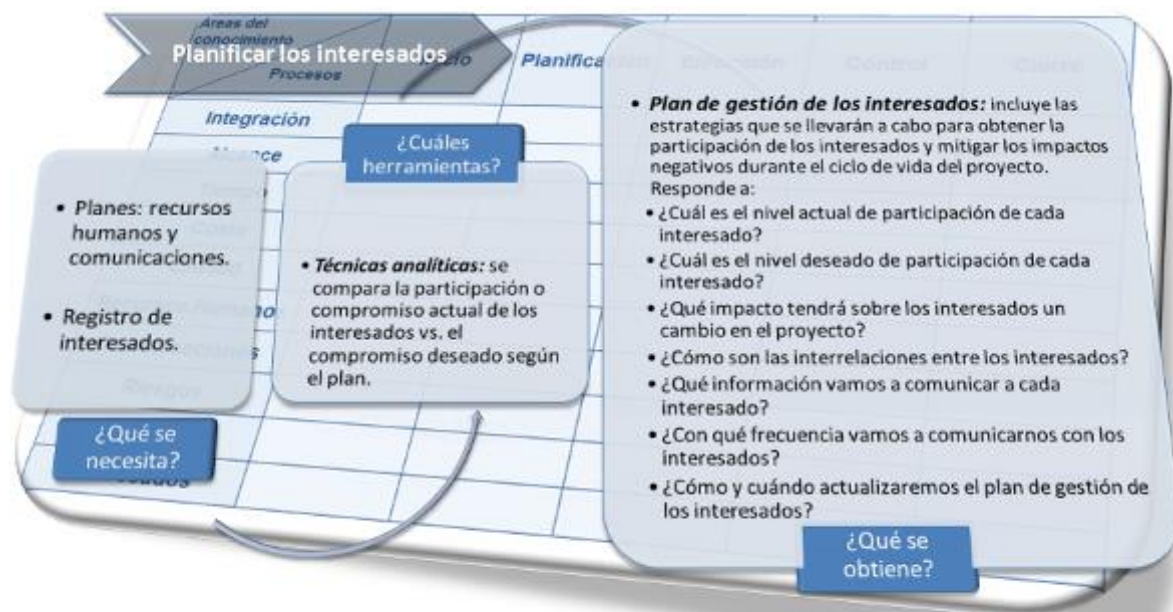 Áreas del
conocimiento
Procesos
Planificar los interesados
Integración
¿Qué se
necesita?
• Planes: recursos
humanos y
comunicaciones.
• Registro de
interesados.
¿Cuáles
herramientas?
• Técnicas analíticas: se
compara la participación o
compromiso actual de los
interesados vs. el
compromiso deseado según
el plan.
• Plan de gestión de los interesados: incluye las
estrategias que se llevarán a cabo para obtener la
participación de los interesados y mitigar los impactos
negativos durante el ciclo de vida del proyecto.
Responde a:
• ¿Cuál es el nivel actual de participación de cada
interesado?
• ¿Cuál es el nivel deseado de participación de cada
interesado?
• ¿Qué impacto tendrá sobre los interesados un
cambio en el proyecto?
• ¿Cómo son las interrelaciones entre los interesados?
• ¿Qué información vamos a comunicar a cada
interesado?
• ¿Con qué frecuencia vamos a comunicarnos con los
interesados?
• ¿Cómo y cuándo actualizaremos el plan de gestión de
los interesados?
¿Qué se
obtiene?